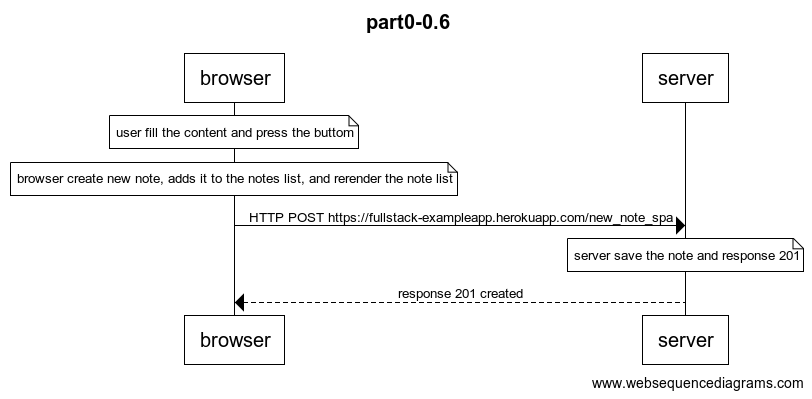 part0-0.6
browser
server
user fill the content and press the buttom
browser create new note, adds it to the notes list, and rerender the note list
HTTP POST https://fullstack-exampleapp.herokuapp.com/new_note_spa
server save the note and response 201
response 201 created
browser
server
www.websequencediagrams.com